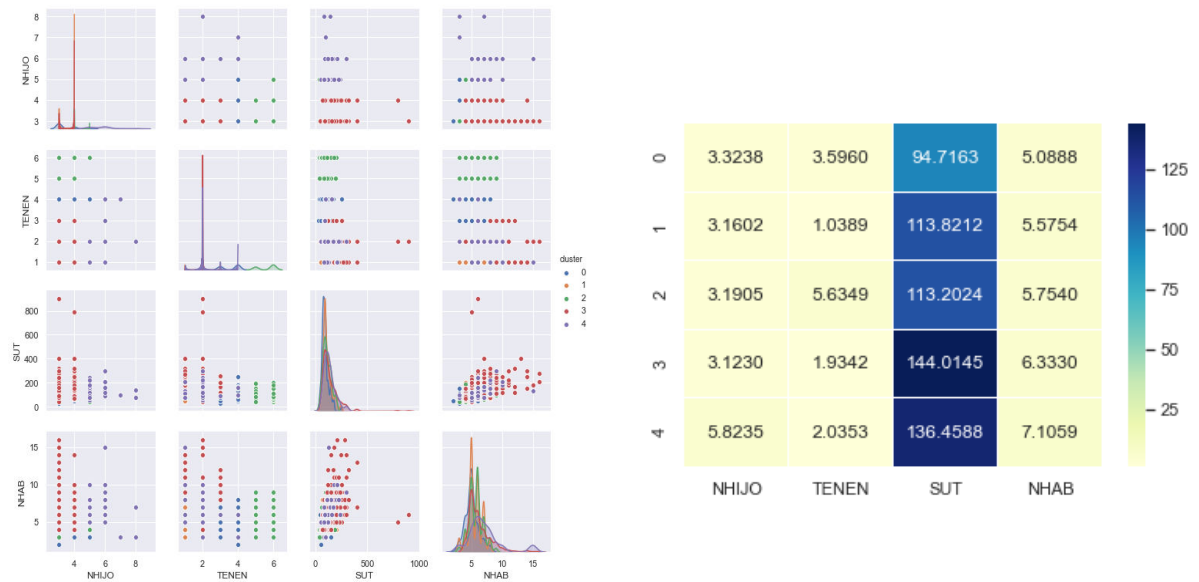 NHIJO
8
7
6
5
4
3
TENEN
6
5
4
3
2
1
SUT
800
600
400
200
0
NHAB
15
10
5
4 6 8
NHIJO
2 4 6
TENEN
0 500 1000
SUT
5 10 15
NHAB
cluster
0
1
2
3
4
0 3.3238 3.5960 94.7163 5.0888
1 3.1602 1.0389 113.8212 5.5754
2 3.1905 5.6349 113.2024 5.7540
3 3.1230 1.9342 144.0145 6.3330
4 5.8235 2.0353 136.4588 7.1059
NHIJO TENEN SUT NHAB
125
100
75
50
25